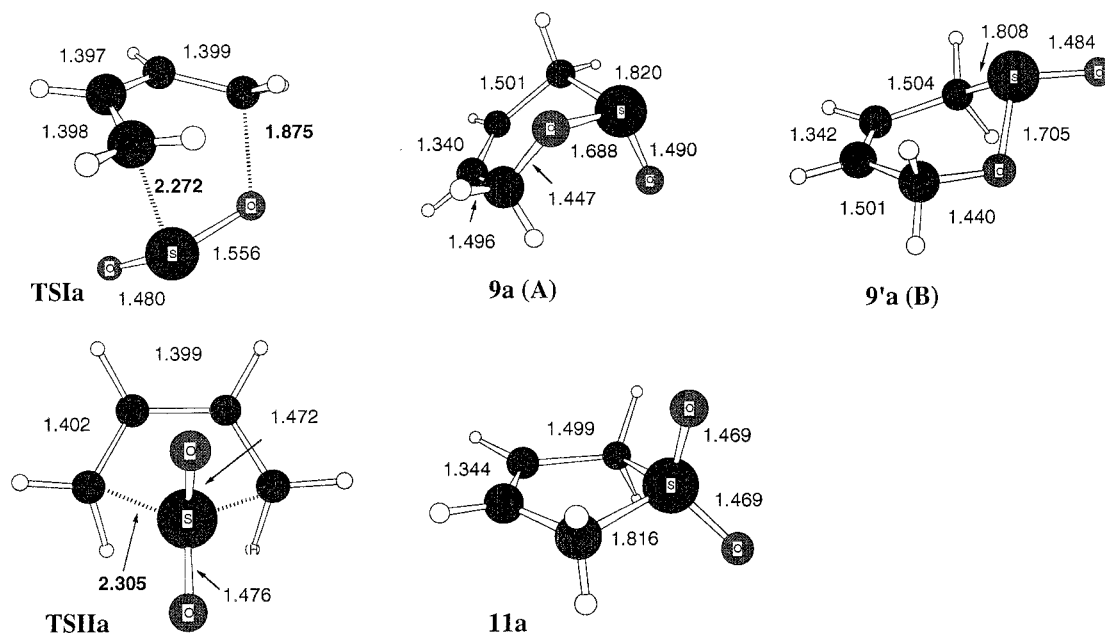 1.397
1.399
1.398
1.875
2.272
O
S
O
1.556
1.480
TSIa
1.501
1.820
S
O
1.340
1.688
1.490
O
1.447
1.496
9a (A)
1.808
1.484
1.504
S
O
1.342
1.705
O
1.501
1.440
9'a (B)
1.399
1.402
1.472
O
S
(H)
2.305
1.476
O
TSIIa
O
1.499
1.469
1.344
S
1.469
1.816
O
11a